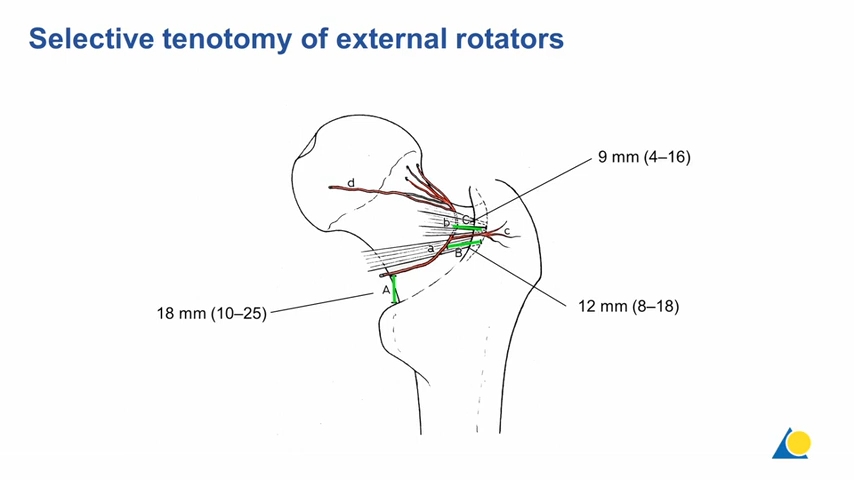 Selective tenotomy of external rotators
9 mm (4–16)
d
b
C
c
a
B
A
12 mm (8–18)
18 mm (10–25)